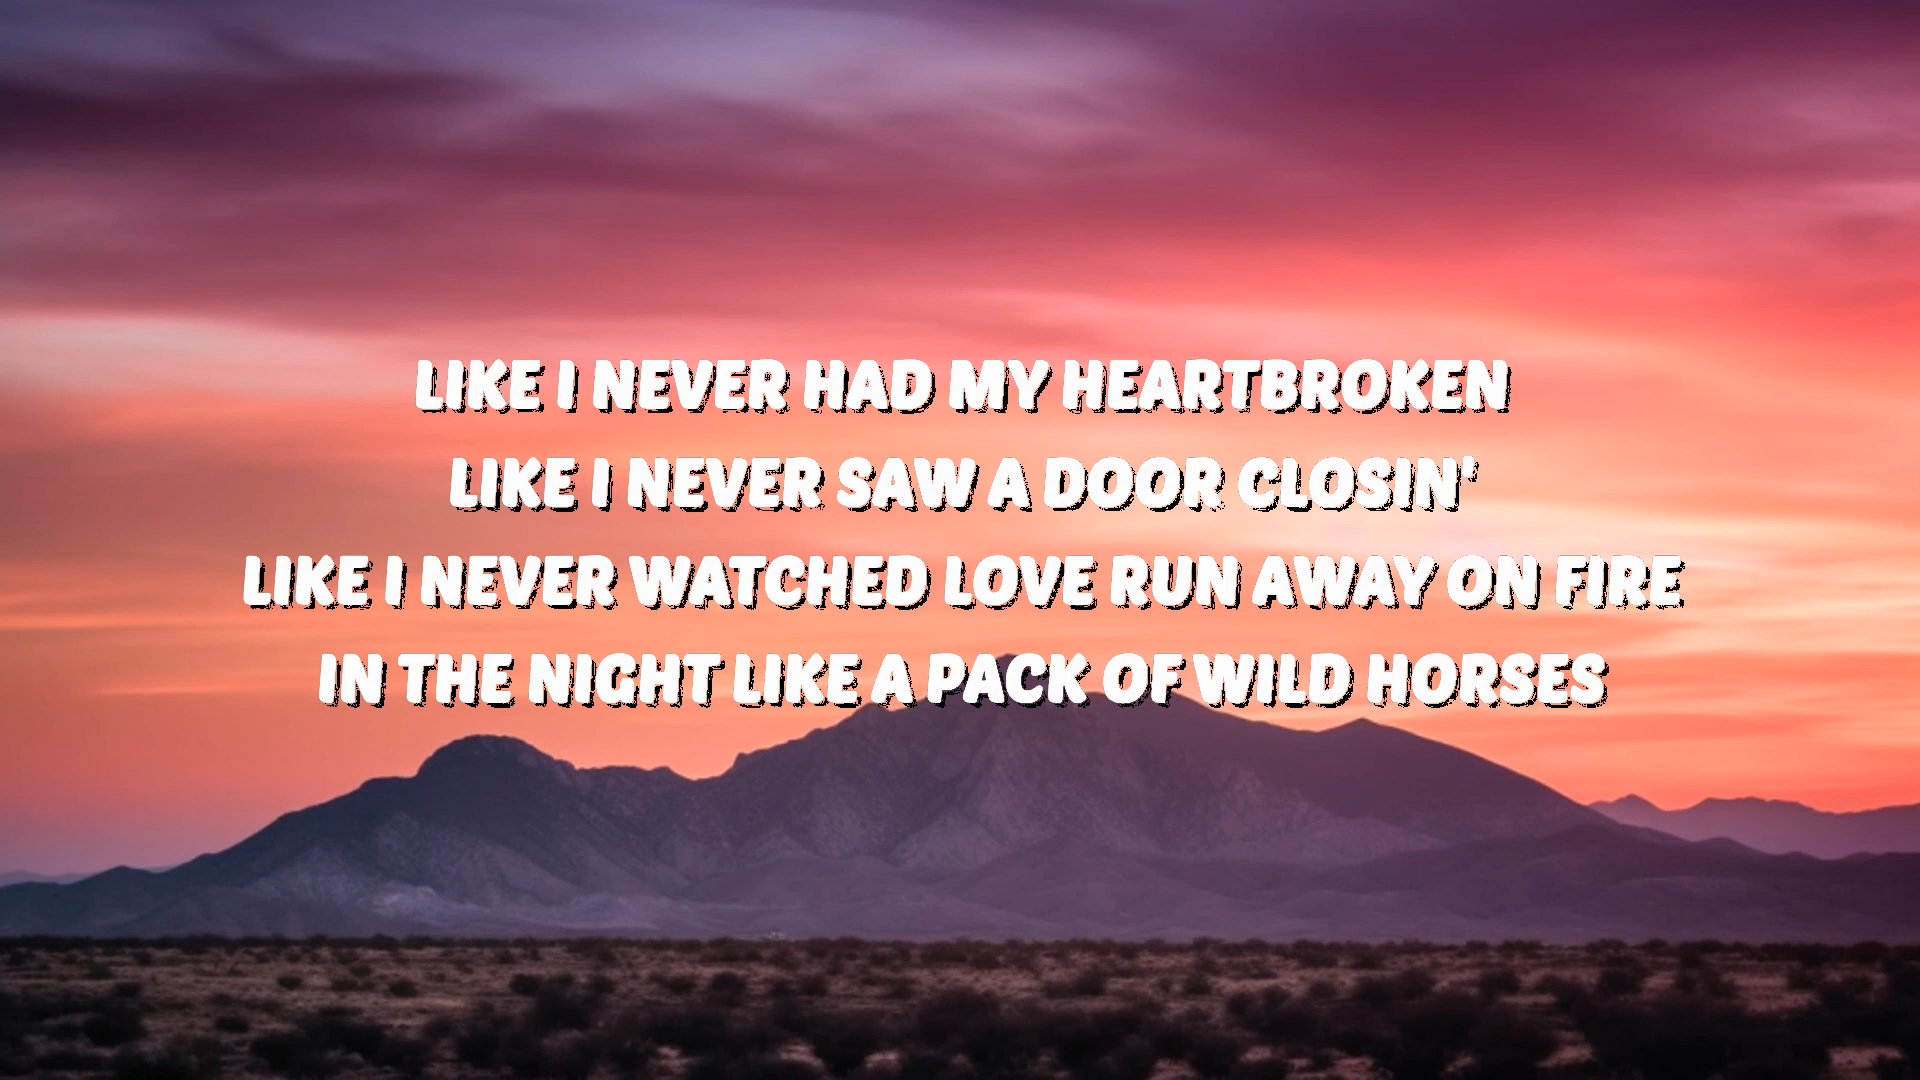 LIKE I NEVER HAD MY HEARTBROKEN
LIKE I NEVER SAW A DOOR CLOSIN'
LIKE I NEVER WATCHED LOVE RUN AWAY ON FIRE
IN THE NIGHT LIKE A PACK OF WILD HORSES